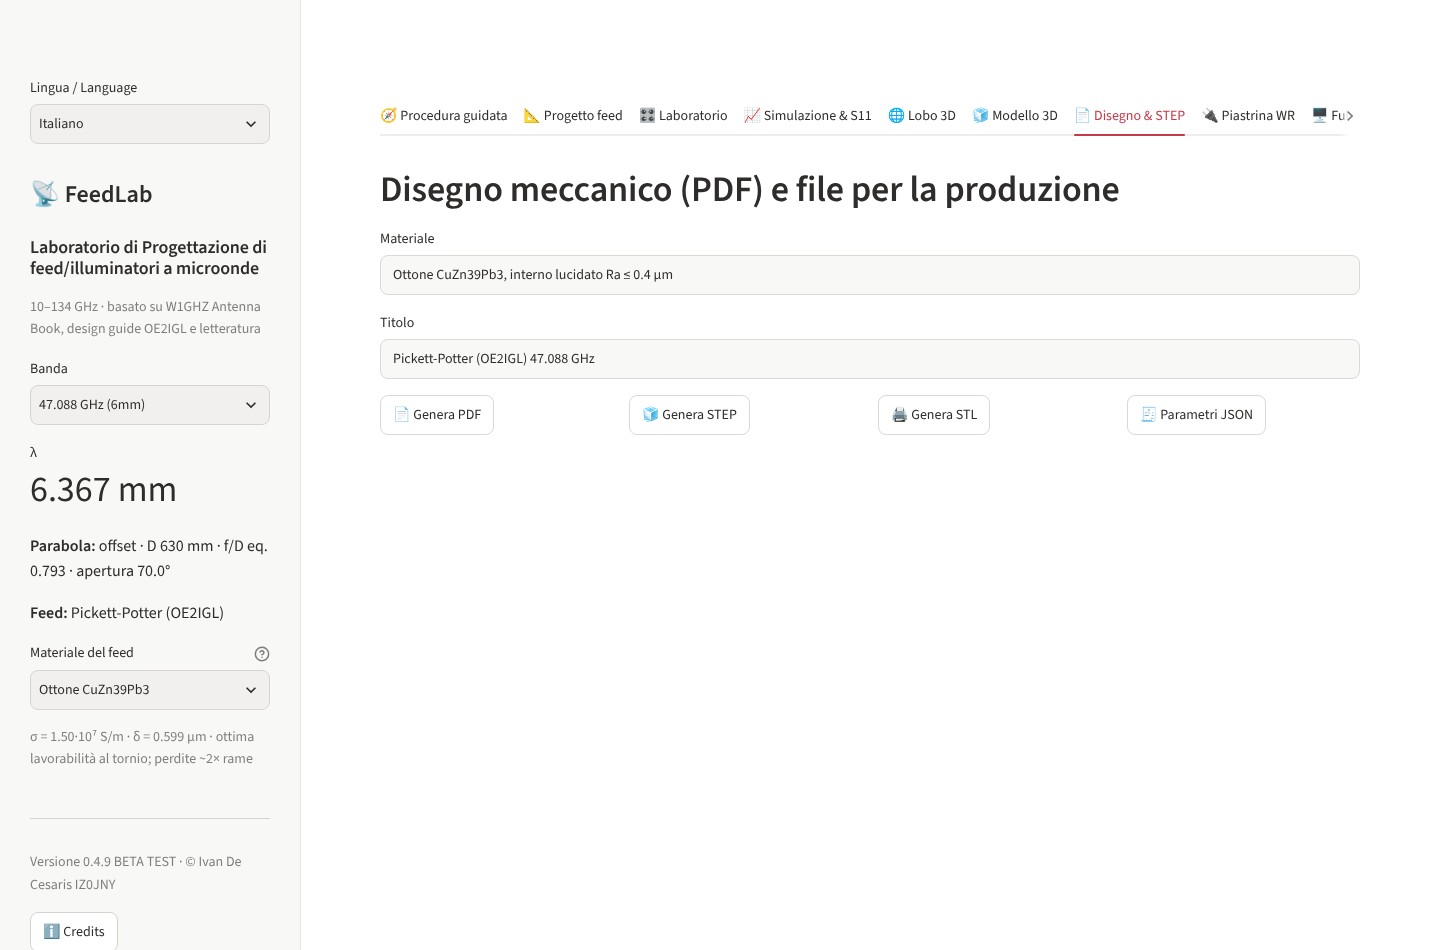 Lingua / Language
Italiano
📡 FeedLab
Laboratorio di Progettazione di
feed/illuminatori a microonde
10–134 GHz · basato su W1GHZ Antenna
Book, design guide OE2IGL e letteratura
Banda
47.088 GHz (6mm)
λ
6.367 mm
Parabola: offset · D 630 mm · f/D eq.
0.793 · apertura 70.0°
Feed: Pickett-Potter (OE2IGL)
Materiale del feed
Ottone CuZn39Pb3
σ = 1.50·10⁷ S/m · δ = 0.599 µm · ottima
lavorabilità al tornio; perdite ~2× rame
Versione 0.4.9 BETA TEST · © Ivan De
Cesaris IZ0JNY
ℹ️ Credits
🧭 Procedura guidata 📐 Progetto feed 🎛️ Laboratorio 📈 Simulazione & S11 🌐 Lobo 3D 🧊 Modello 3D 📄 Disegno & STEP 🔌 Piastrina WR 🖥️ Fu
Disegno meccanico (PDF) e file per la produzione
Materiale
Ottone CuZn39Pb3, interno lucidato Ra ≤ 0.4 µm
Titolo
Pickett-Potter (OE2IGL) 47.088 GHz
📄 Genera PDF 🧊 Genera STEP 🖨️ Genera STL 🧾 Parametri JSON